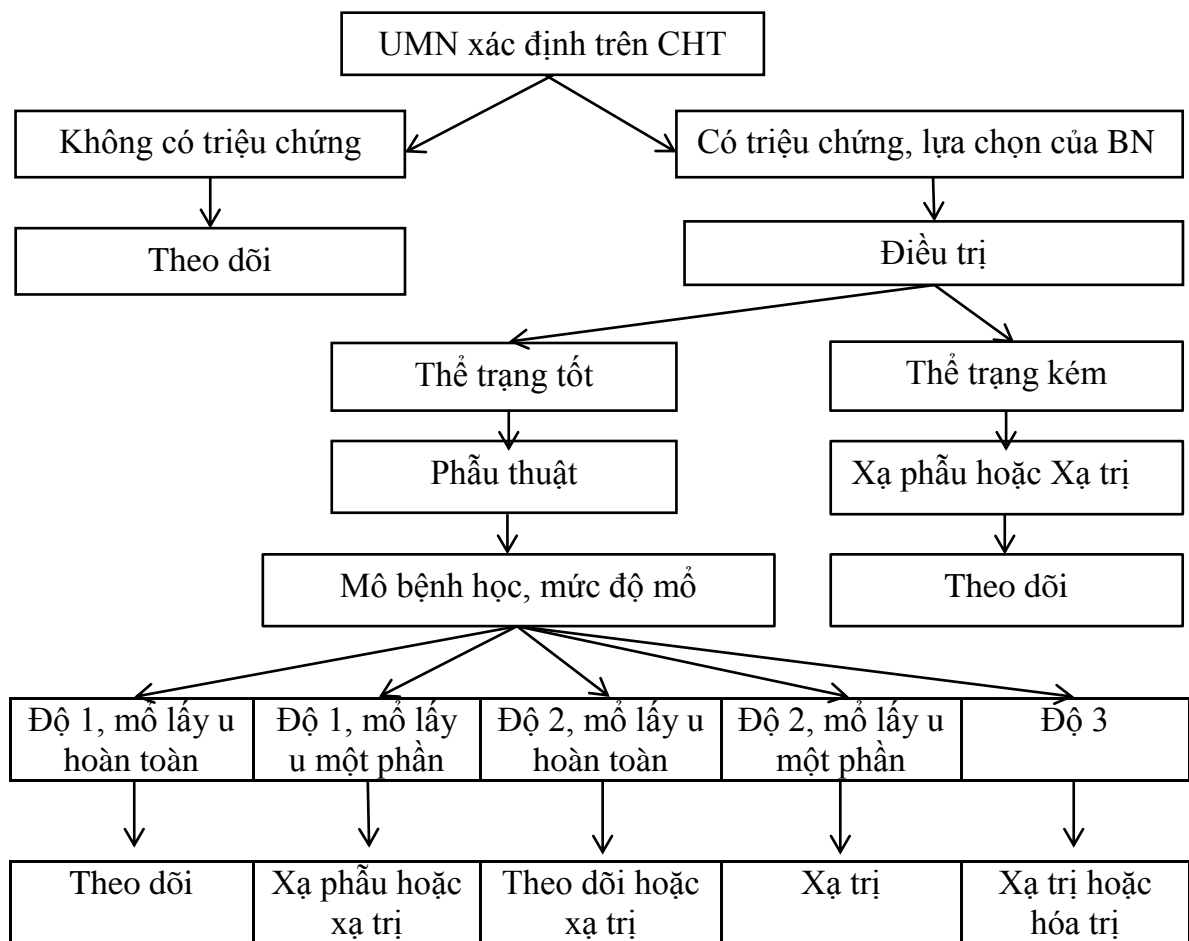 UMN xác định trên CHT
Không có triệu chứng
Có triệu chứng, lựa chọn của BN
Theo dõi
Điều trị
Thể trạng tốt
Thể trạng kém
Phẫu thuật
Xạ phẫu hoặc Xạ trị
Mô bệnh học, mức độ mổ
Theo dõi
Độ 1, mổ lấy u
hoàn toàn
Độ 1, mổ lấy
u một phần
Độ 2, mổ lấy u
hoàn toàn
Độ 2, mổ lấy u
một phần
Độ 3
Theo dõi
Xạ phẫu hoặc
xạ trị
Theo dõi hoặc
xạ trị
Xạ trị
Xạ trị hoặc
hóa trị